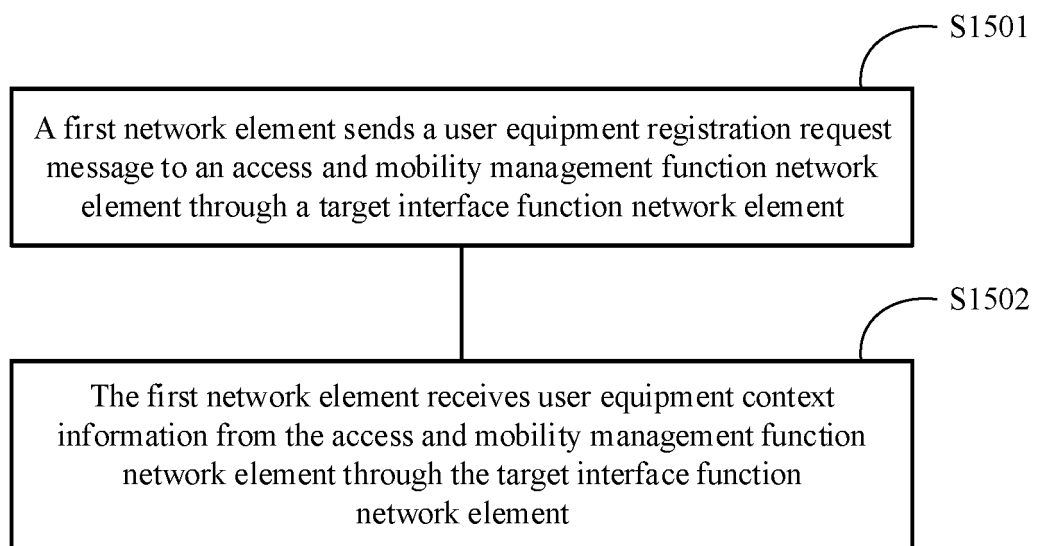 S1501
A first network element sends a user equipment registration request
message to an access and mobility management function network
element through a target interface function network element
S1502
The first network element receives user equipment context
information from the access and mobility management function
network element through the target interface function
network element